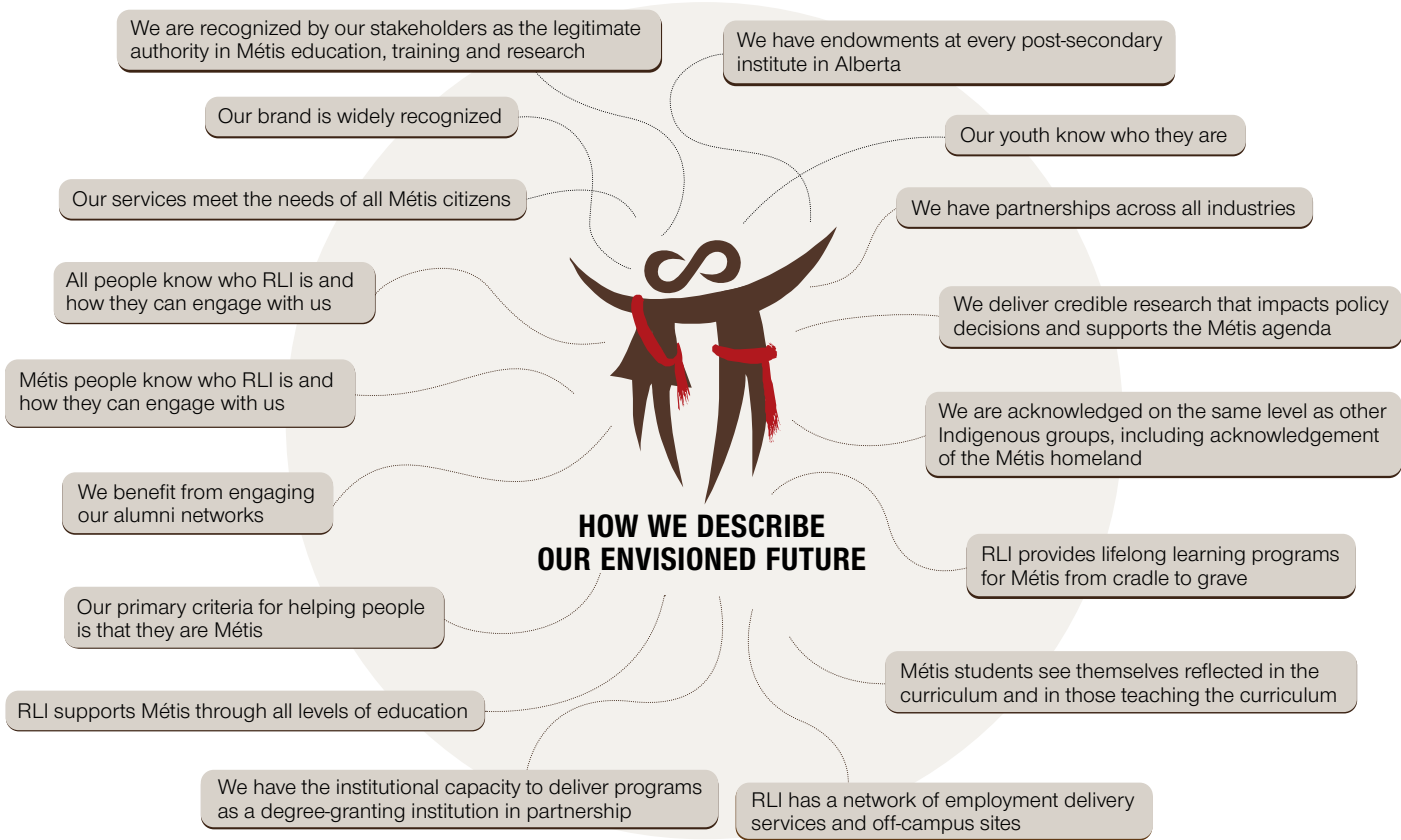 We are recognized by our stakeholders as the legitimate
authority in Métis education, training and research
We have endowments at every post-secondary
institute in Alberta
Our brand is widely recognized
Our youth know who they are
Our services meet the needs of all Métis citizens
We have partnerships across all industries
All people know who RLI is and
how they can engage with us
We deliver credible research that impacts policy
decisions and supports the Métis agenda
Métis people know who RLI is and
how they can engage with us
We are acknowledged on the same level as other
Indigenous groups, including acknowledgement
of the Métis homeland
We benefit from engaging
our alumni networks
HOW WE DESCRIBE
OUR ENVISIONED FUTURE
RLI provides lifelong learning programs
for Métis from cradle to grave
Our primary criteria for helping people
is that they are Métis
Métis students see themselves reflected in the
curriculum and in those teaching the curriculum
RLI supports Métis through all levels of education
We have the institutional capacity to deliver programs
as a degree-granting institution in partnership
RLI has a network of employment delivery
services and off-campus sites